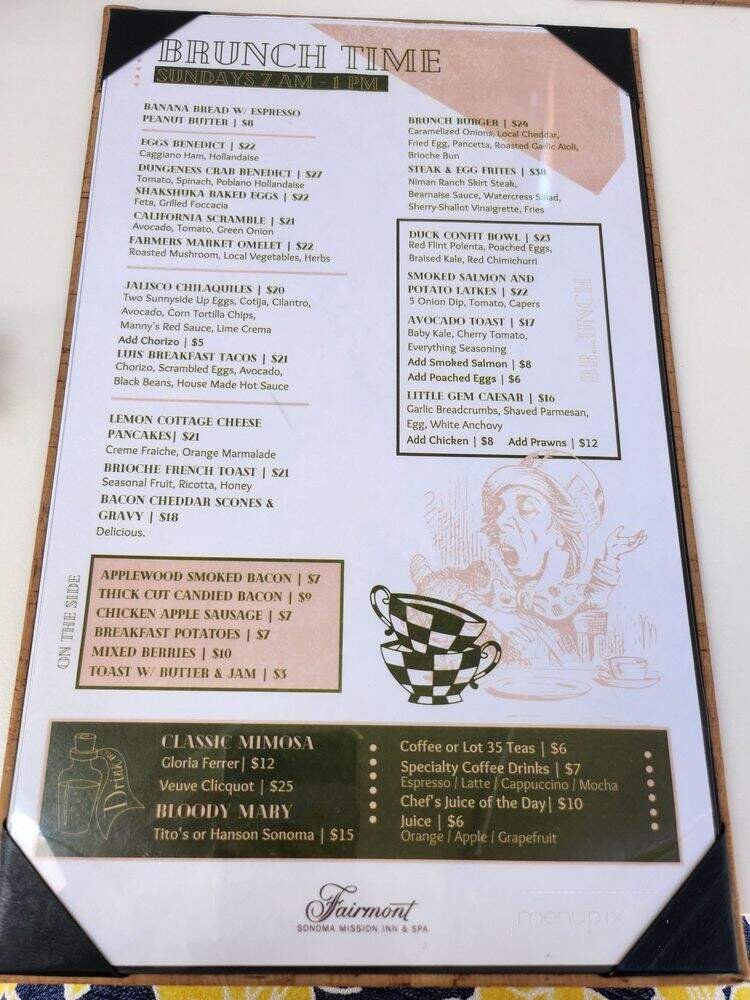 BRUNCH TIME
SUNDAYS 7 AM - 1 PM
BANANA BREAD W/ ESPRESSO
PEANUT BUTTER | $8
EGGS BENEDICT | $22
Caggiano Ham, Hollandaise
DUNGENESS CRAB BENEDICT | $27
Tomato, Spinach, Poblano Hollandaise
SHAKSHUKA BAKED EGGS | $22
Feta, Grilled Foccacia
CALIFORNIA SCRAMBLE | $21
Avocado, Tomato, Green Onion
FARMERS MARKET OMELET | $22
Roasted Mushroom, Local Vegetables, Herbs
JALISCO CHILAQUILES | $20
Two Sunnyside Up Eggs, Cotija, Cilantro,
Avocado, Corn Tortilla Chips,
Manny's Red Sauce, Lime Crema
Add Chorizo | $5
LUIS BREAKFAST TACOS | $21
Chorizo, Scrambled Eggs, Avocado,
Black Beans, House Made Hot Sauce
LEMON COTTAGE CHEESE
PANCAKES| $21
Creme Fraiche, Orange Marmalade
BRIOCHE FRENCH TOAST | $21
Seasonal Fruit, Ricotta, Honey
BACON CHEDDAR SCONES &
GRAVY | $18
Delicious.
BRUNCH BURGER | $24
Caramelized Onions, Local Cheddar,
Fried Egg, Pancetta, Roasted Garlic Aioli,
Brioche Bun
STEAK & EGG FRITES | $38
Niman Ranch Skirt Steak,
Bearnaise Sauce, Watercress Salad,
Sherry-Shallot Vinaigrette, Fries
DUCK CONFIT BOWL | $23
Red Flint Polenta, Poached Eggs,
Braised Kale, Red Chimichurri
SMOKED SALMON AND
POTATO LATKES | $22
5 Onion Dip, Tomato, Capers
AVOCADO TOAST | $17
Baby Kale, Cherry Tomato,
Everything Seasoning
Add Smoked Salmon | $8
Add Poached Eggs | $6
LITTLE GEM CAESAR | $16
Garlic Breadcrumbs, Shaved Parmesan,
Egg, White Anchovy
Add Chicken | $8 Add Prawns | $12
ON THE SIDE
APPLEWOOD SMOKED BACON | $7
THICK CUT CANDIED BACON | $9
CHICKEN APPLE SAUSAGE | $7
BREAKFAST POTATOES | $7
MIXED BERRIES | $10
TOAST W/ BUTTER & JAM | $3
CLASSIC MIMOSA
Gloria Ferrer| $12
Veuve Clicquot | $25
BLOODY MARY
Tito's or Hanson Sonoma | $15
Coffee or Lot 35 Teas | $6
Specialty Coffee Drinks | $7
Espresso / Latte / Cappuccino / Mocha
Chef's Juice of the Day| $10
Juice | $6
Orange / Apple / Grapefruit
Fairmont
SONOMA MISSION INN & SPA
menupix